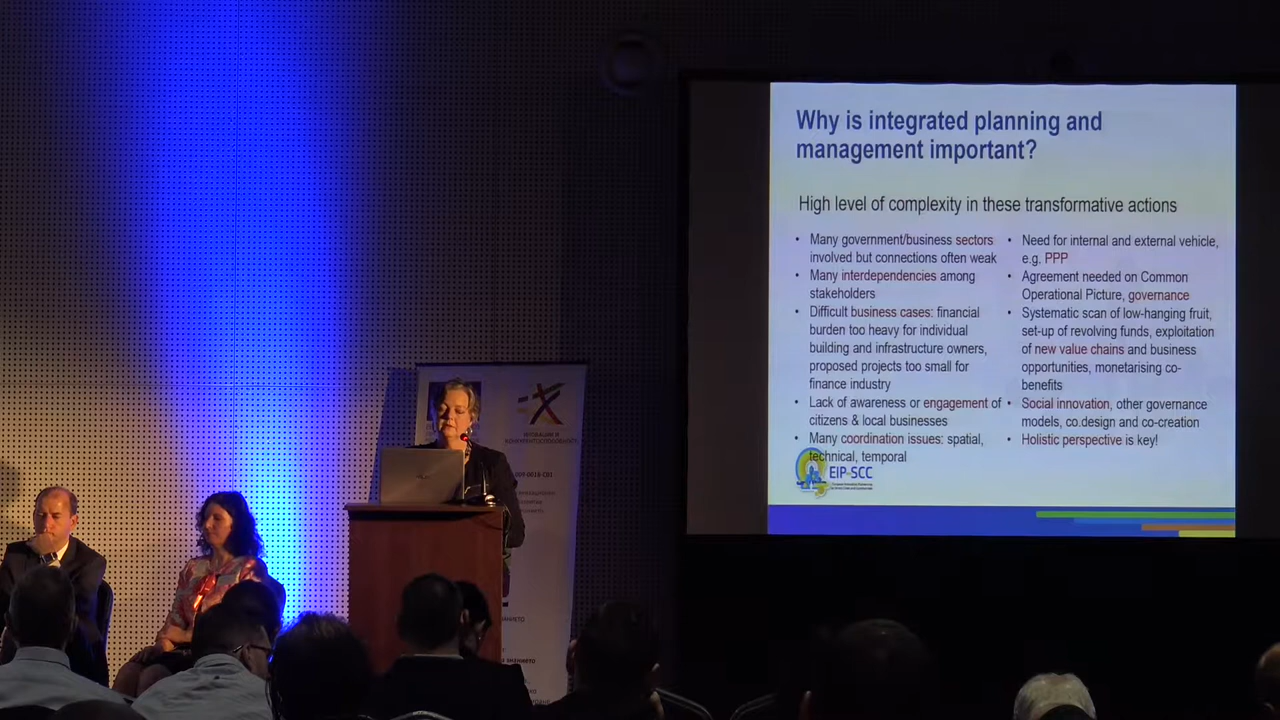 Why is integrated planning and
management important?
High level of complexity in these transformative actions
• Many government/business sectors
involved but connections often weak
• Many interdependencies among
stakeholders
• Difficult business cases: financial
burden too heavy for individual
building and infrastructure owners,
proposed projects too small for
finance industry
• Lack of awareness or engagement of
citizens & local businesses
• Many coordination issues: spatial,
technical, temporal
• Need for internal and external vehicle,
e.g. PPP
• Agreement needed on Common
Operational Picture, governance
• Systematic scan of low-hanging fruit,
set-up of revolving funds, exploitation
of new value chains and business
opportunities, monetarising co-
benefits
• Social innovation, other governance
models, co.design and co-creation
• Holistic perspective is key!
EIP-SCC
ИНОВАЦИИ И
КОНКУРЕНТОСПОСОБНОСТ